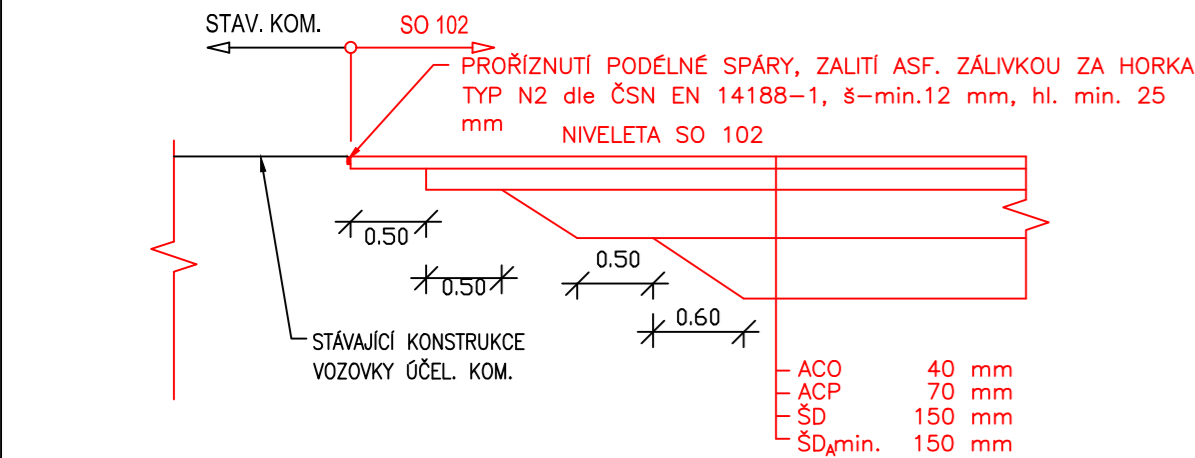 STAV. KOM.
SO 102
PROŘÍZNUTÍ PODÉLNÉ SPÁRY, ZALITÍ ASF. ZÁLIVKOU ZA HORKA
TYP N2 dle ČSN EN 14188-1, š-min.12 mm, hl. min. 25
mm
NIVELETA SO 102
0.50
0.50
0.50
0.60
STÁVAJÍCÍ KONSTRUKCE
VOZOVKY ÚČEL. KOM.
ACO 40 mm
ACP 70 mm
ŠD 150 mm
ŠDAmin. 150 mm